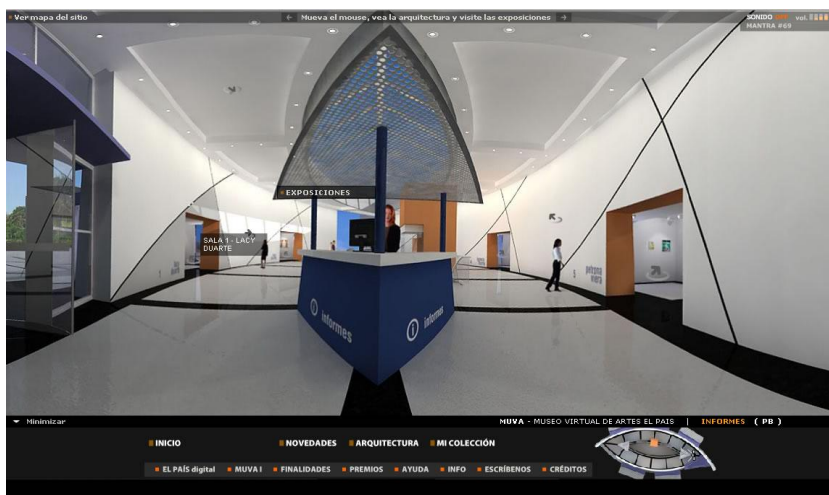 Ver mapa del sitio
Mueva el mouse, vea la arquitectura y visite las exposiciones
SONIDO
vol.
MANTRA #69
EXPOSICIONES
SALA 1 - LACY
DUARTE
petrona
viera
informes
informes
Minimizar
MUVA - MUSEO VIRTUAL DE ARTES EL PAIS | INFORMES ( PB )
INICIO NOVEDADES ARQUITECTURA MI COLECCIÓN
EL PAÍS digital MUVA I FINALIDADES PREMIOS AYUDA INFO ESCRÍBENOS CRÉDITOS